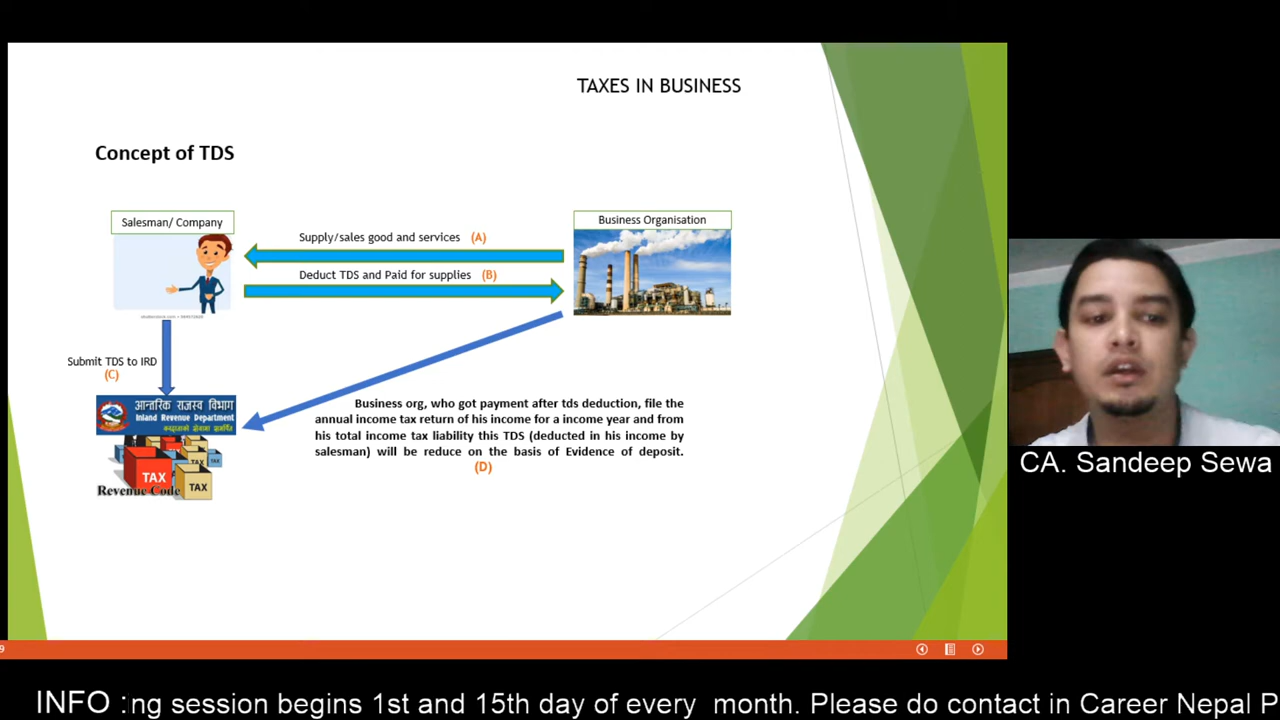 TAXES IN BUSINESS
Concept of TDS
Salesman/ Company
Business Organisation
Supply/sales good and services (A)
Deduct TDS and Paid for supplies (B)
Submit TDS to IRD
(C)
आन्तरिक राजस्व विभाग
Inland Revenue Department
TAX
TAX
TAX
Revenue Code
Business org, who got payment after tds deduction, file the
annual income tax return of his income for a income year and from
his total income tax liability this TDS (deducted in his income by
salesman) will be reduce on the basis of Evidence of deposit.
(D)
9
CA. Sandeep Sewa
INFO :ng session begins 1st and 15th day of every month. Please do contact in Career Nepal P